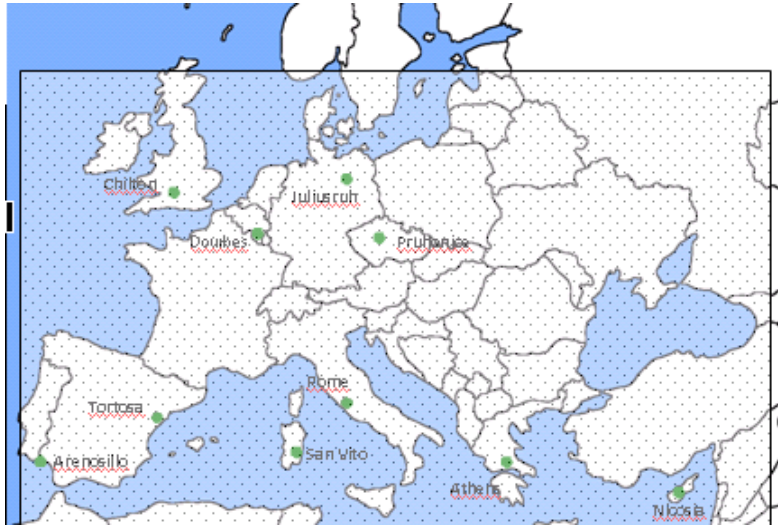 Chilton
Juliusruh
Dourbes
Pruhonice
Rome
Tortosa
San Vito
Arenosillo
Athens
Nicosia